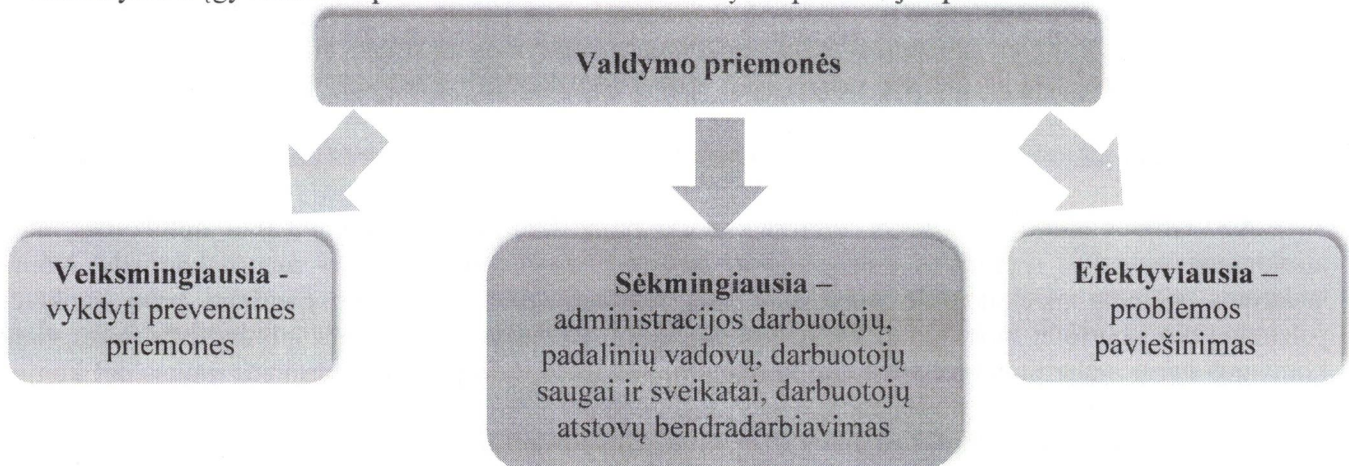 Valdymo priemonės
Veiksmingiausia -
vykdyti prevencines
priemones
Sėkmingiausia –
administracijos darbuotojų,
padalinių vadovų, darbuotojų
saugai ir sveikatai, darbuotojų
atstovų bendradarbiavimas
Efektyviausia –
problemos
paviešinimas